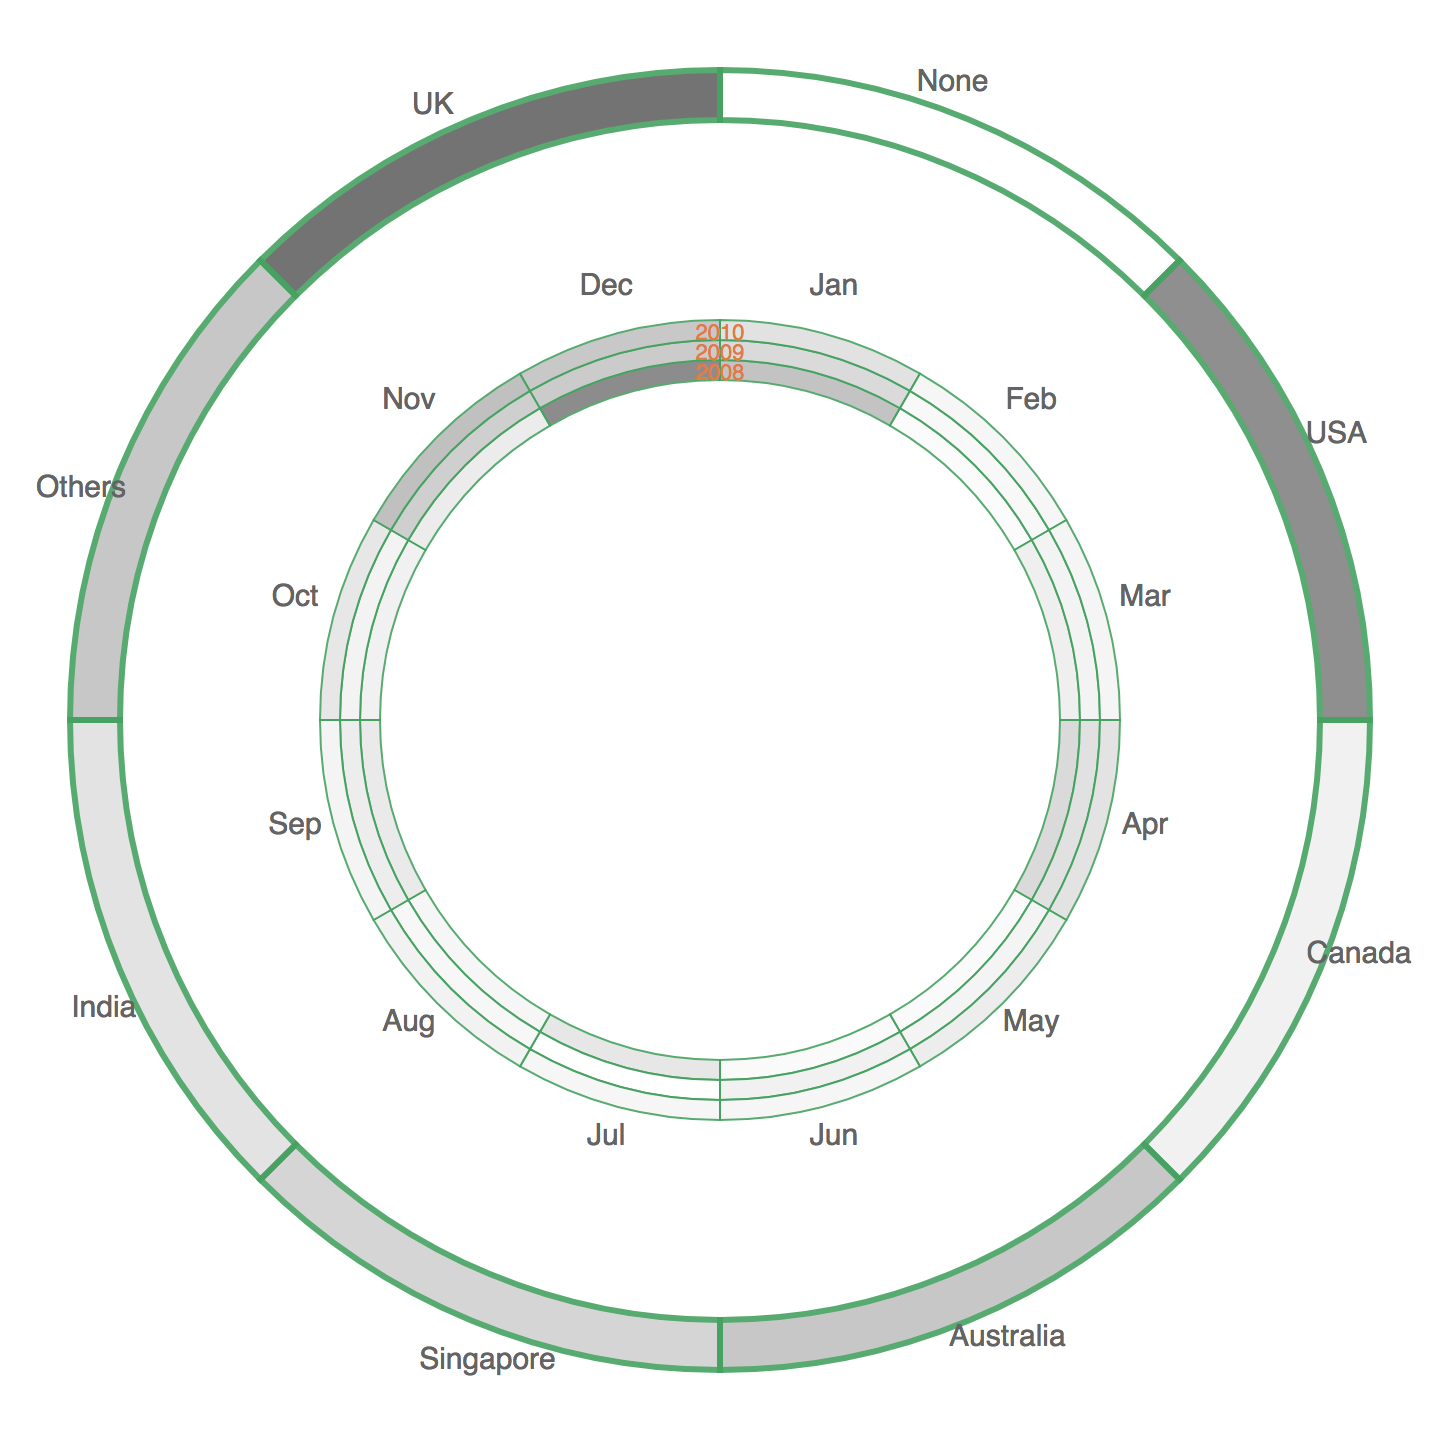 None
UK
Dec
Jan
2010
2009
2008
Nov
Feb
USA
Others
Oct
Mar
Sep
Apr
Canada
India
Aug
May
Jul
Jun
Australia
Singapore